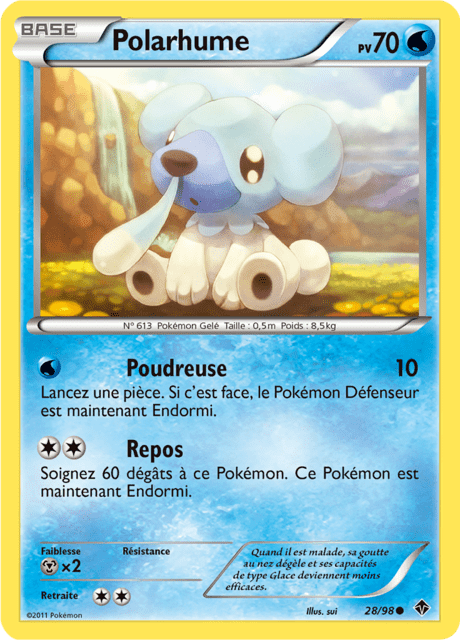 BASE
Polarhume
PV70
N° 613 Pokémon Gelé Taille : 0,5m Poids : 8,5kg
Poudreuse 10
Lancez une pièce. Si c'est face, le Pokémon Défenseur
est maintenant Endormi.
Repos
Soignez 60 dégâts à ce Pokémon. Ce Pokémon est
maintenant Endormi.
Faiblesse
Résistance
×2
Retraite
Quand il est malade, sa goutte
au nez dégèle et ses capacités
de type Glace deviennent moins
efficaces.
©2011 Pokémon
Illus. sui
28/98